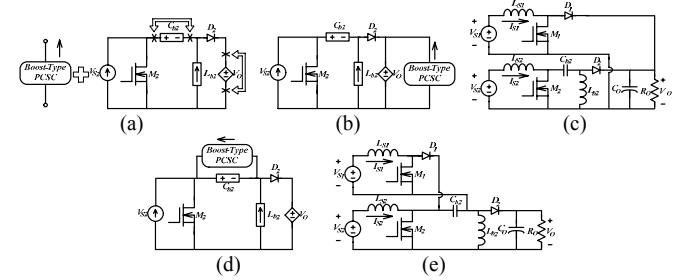 Boost-Type
PCSC
V_S2
M_2
C_b2
L_b2
D_2
V_O
(a)
V_S2
M_2
C_b2
D_2
L_b2
V_O
Boost-Type
PCSC
(b)
L_S1
D_1
+
V_S1
I_S1
M_1
-
L_S2
C_b2
+
V_S2
I_S2
M_2
-
L_b2
C_O
R_O
+
V_O
-
(c)
Boost-Type
PCSC
V_S2
M_2
C_b2
D_2
L_b2
V_O
(d)
L_S1
D_1
+
V_S1
I_S1
M_1
-
L_S2
C_b2
D_2
+
V_S2
I_S2
M_2
-
L_b2
C_O
R_O
+
V_O
-
(e)